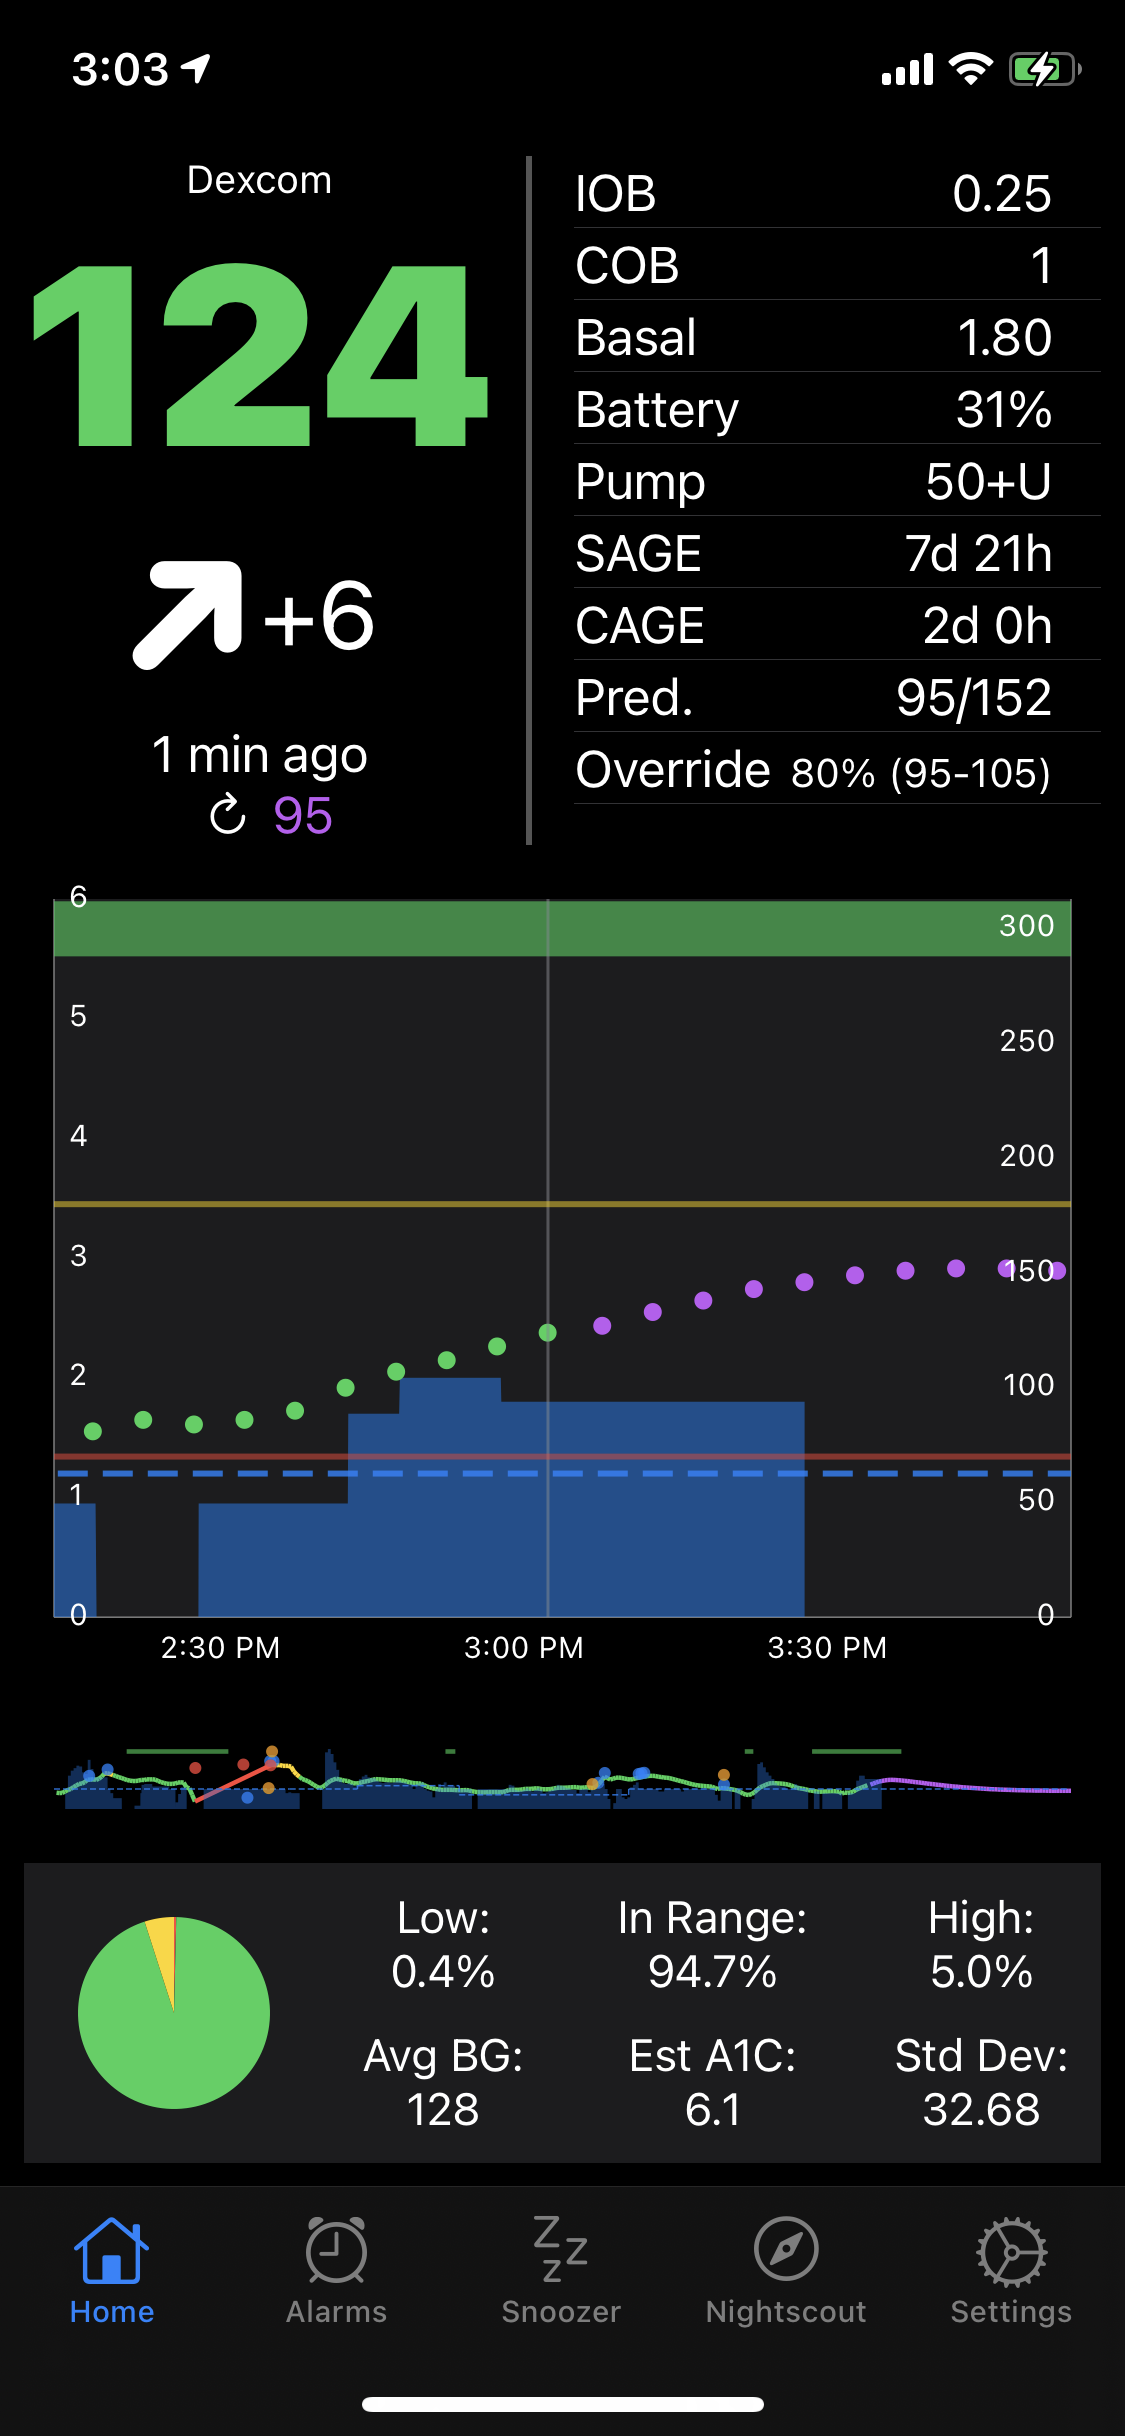 3:03
Dexcom
124
+6
1 min ago
95
IOB 0.25
COB 1
Basal 1.80
Battery 31%
Pump 50+U
SAGE 7d 21h
CAGE 2d 0h
Pred. 95/152
Override 80% (95-105)
6
300
5
250
4
200
3
150
2
100
1
50
0
0
2:30 PM 3:00 PM 3:30 PM
Low: In Range: High:
0.4% 94.7% 5.0%
Avg BG: Est A1C: Std Dev:
128 6.1 32.68
Z Z Z
Home Alarms Snoozer Nightscout Settings